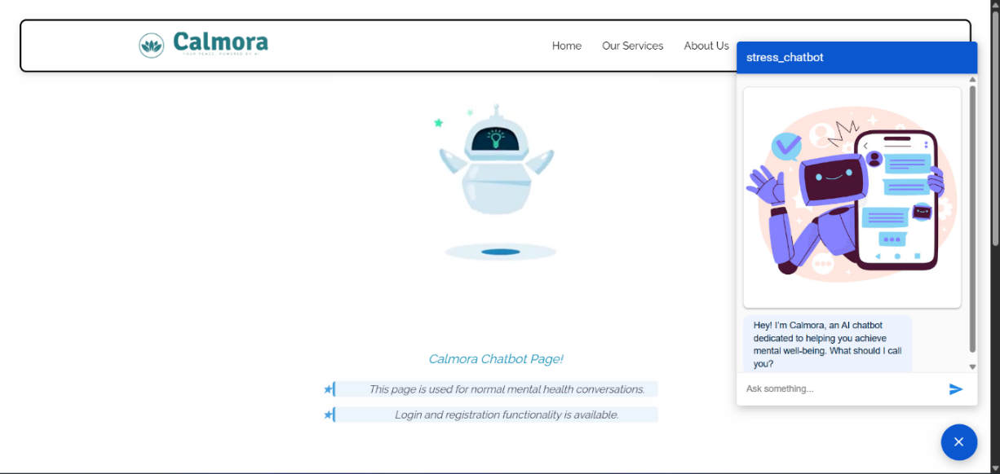 Calmora
YOUR PEACE, POWERED BY AI
Home
Our Services
About Us
stress_chatbot
Hey! I'm Calmora, an AI chatbot
dedicated to helping you achieve
mental well-being. What should I call
you?
Ask something...
Calmora Chatbot Page!
This page is used for normal mental health conversations.
Login and registration functionality is available.